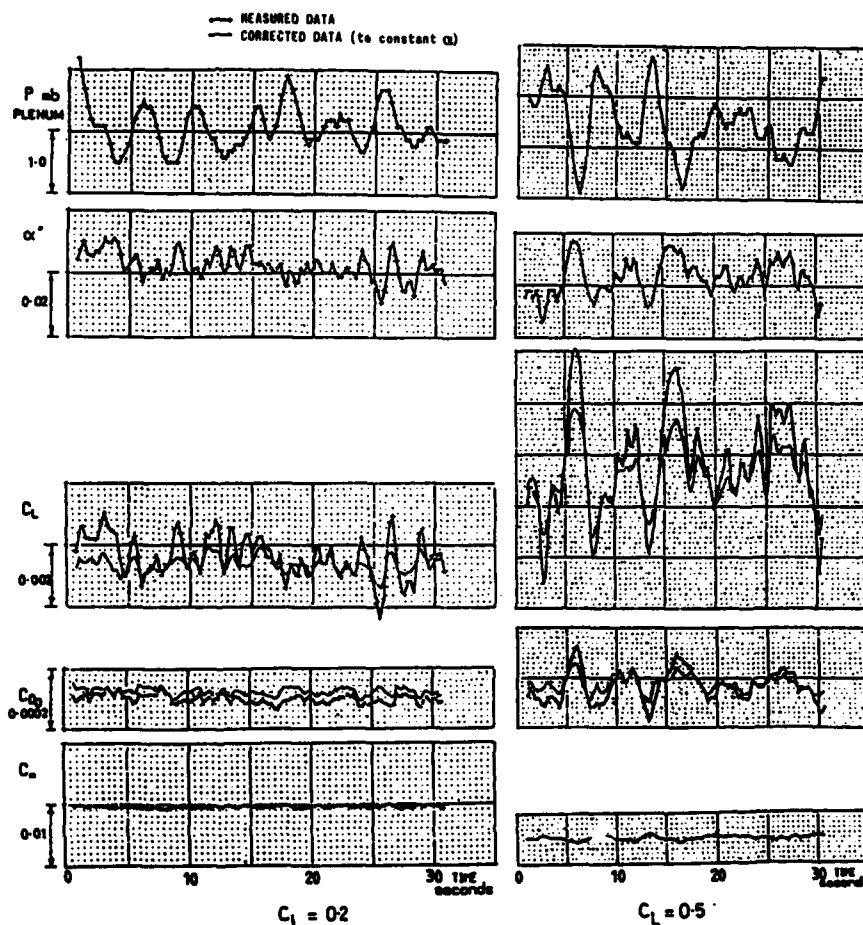 MEASURED DATA
CORRECTED DATA (to constant α)
P mb
PLENUM
1·0
α°
0·02
C_L
0·002
C_D
0·0002
C_m
0·01
0 10 20 30 TIME seconds
0 10 20 30 TIME seconds
C_L = 0·2
C_L = 0·5